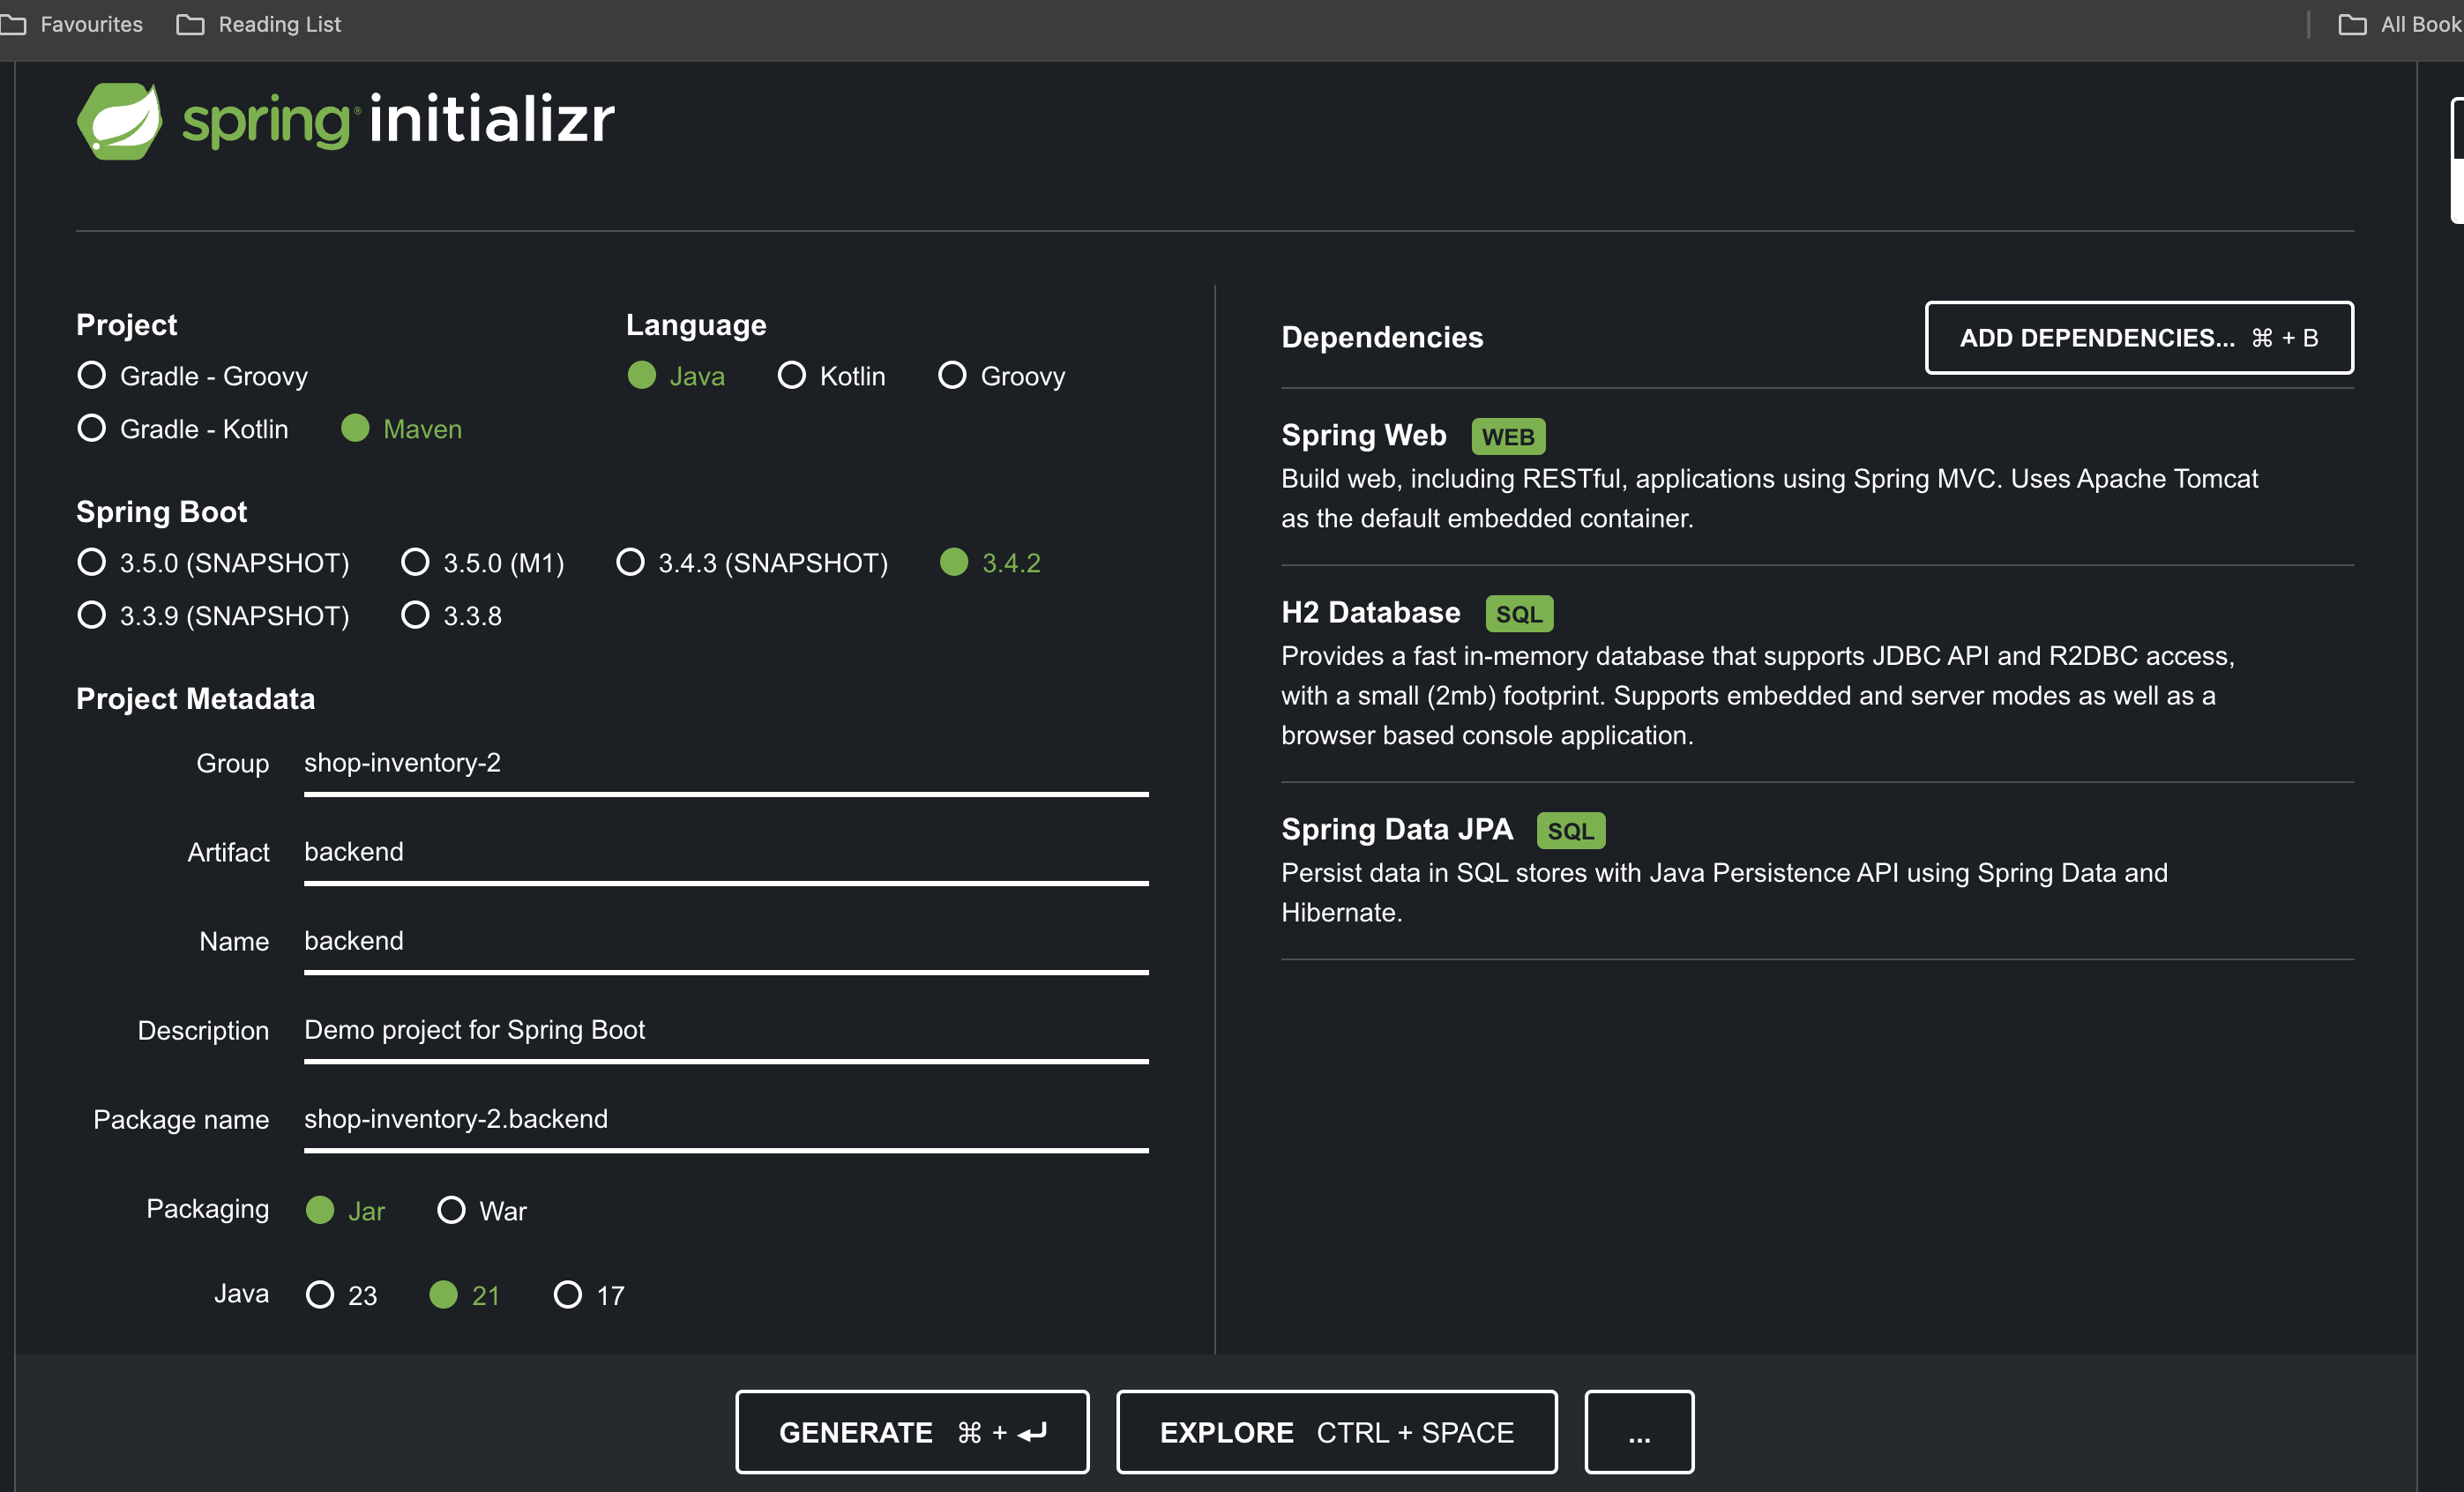 Favourites
Reading List
All Book
spring initializr
Project
Gradle - Groovy
Gradle - Kotlin Maven
Language
Java Kotlin Groovy
Spring Boot
3.5.0 (SNAPSHOT) 3.5.0 (M1) 3.4.3 (SNAPSHOT) 3.4.2
3.3.9 (SNAPSHOT) 3.3.8
Project Metadata
Group shop-inventory-2
Artifact backend
Name backend
Description Demo project for Spring Boot
Package name shop-inventory-2.backend
Packaging Jar War
Java 23 21 17
Dependencies
ADD DEPENDENCIES... ⌘ + B
Spring Web WEB
Build web, including RESTful, applications using Spring MVC. Uses Apache Tomcat
as the default embedded container.
H2 Database SQL
Provides a fast in-memory database that supports JDBC API and R2DBC access,
with a small (2mb) footprint. Supports embedded and server modes as well as a
browser based console application.
Spring Data JPA SQL
Persist data in SQL stores with Java Persistence API using Spring Data and
Hibernate.
GENERATE ⌘ + ⏎
EXPLORE CTRL + SPACE
...